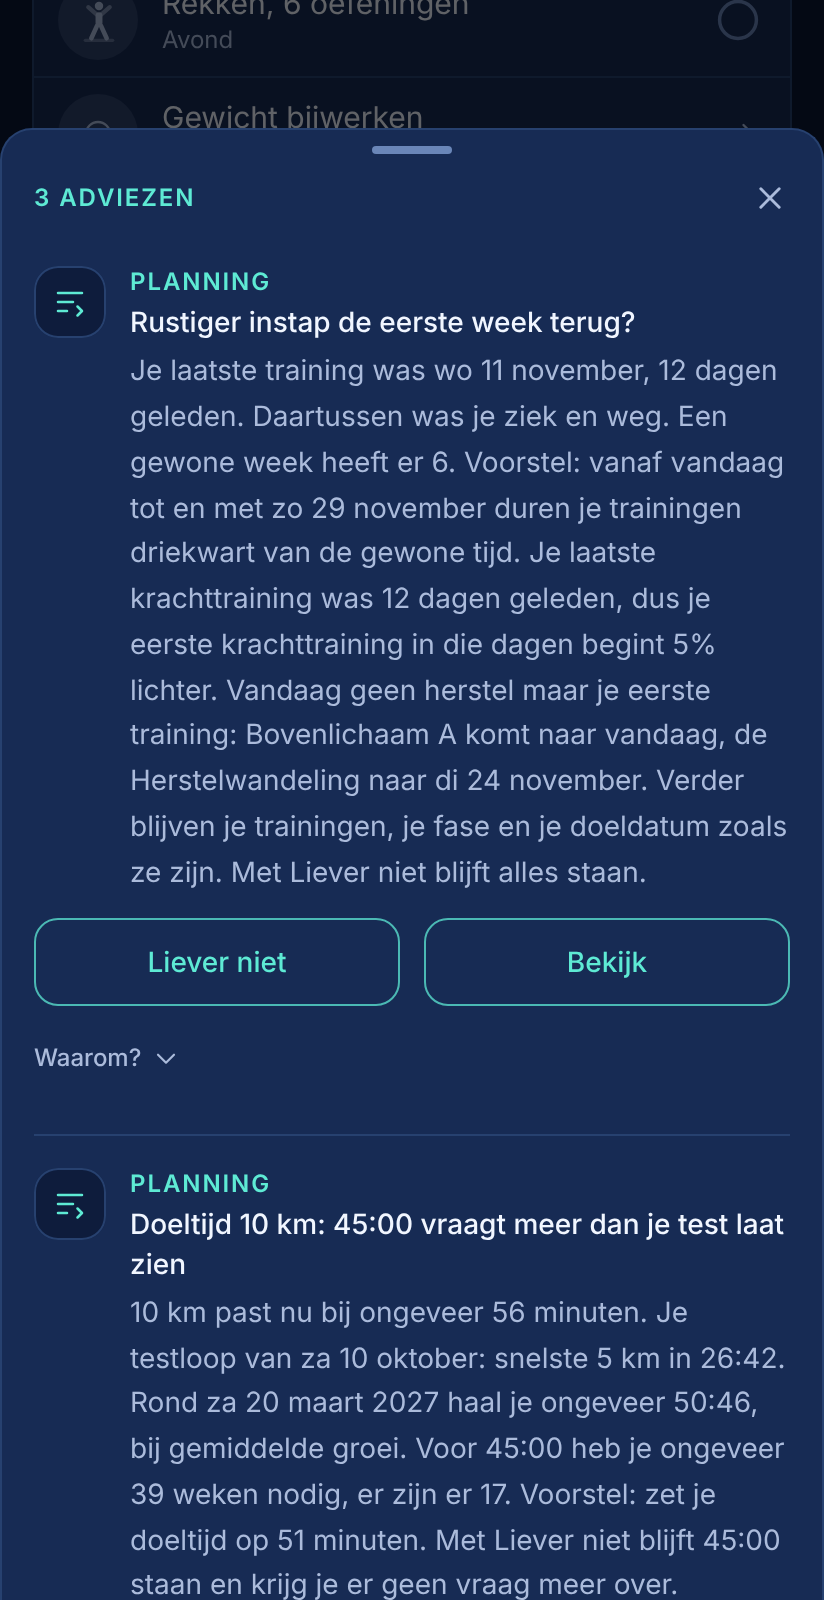 Rekken, 6 oefeningen
Avond
Gewicht bijwerken
3 ADVIEZEN
PLANNING
Rustiger instap de eerste week terug?
Je laatste training was wo 11 november, 12 dagen
geleden. Daartussen was je ziek en weg. Een
gewone week heeft er 6. Voorstel: vanaf vandaag
tot en met zo 29 november duren je trainingen
driekwart van de gewone tijd. Je laatste
krachttraining was 12 dagen geleden, dus je
eerste krachttraining in die dagen begint 5%
lichter. Vandaag geen herstel maar je eerste
training: Bovenlichaam A komt naar vandaag, de
Herstelwandeling naar di 24 november. Verder
blijven je trainingen, je fase en je doeldatum zoals
ze zijn. Met Liever niet blijft alles staan.
Liever niet
Bekijk
Waarom?
PLANNING
Doeltijd 10 km: 45:00 vraagt meer dan je test laat
zien
10 km past nu bij ongeveer 56 minuten. Je
testloop van za 10 oktober: snelste 5 km in 26:42.
Rond za 20 maart 2027 haal je ongeveer 50:46,
bij gemiddelde groei. Voor 45:00 heb je ongeveer
39 weken nodig, er zijn er 17. Voorstel: zet je
doeltijd op 51 minuten. Met Liever niet blijft 45:00
staan en krijg je er geen vraag meer over.